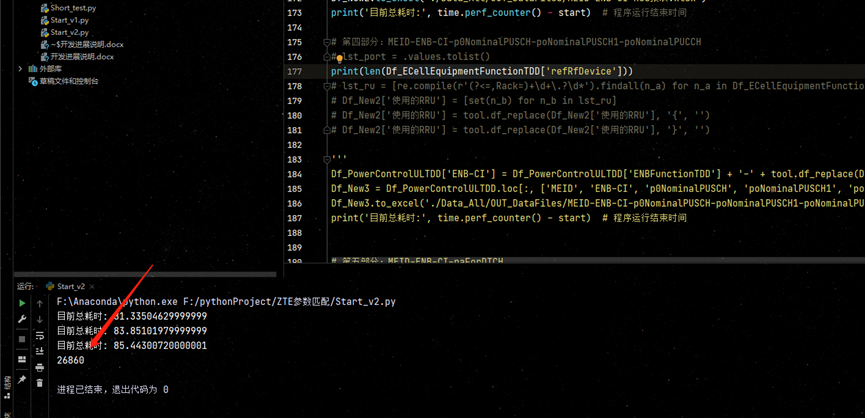 Short_test.py
Start_v1.py
Start_v2.py
~$开发进展说明.docx
开发进展说明.docx
外部库
草稿文件和控制台
173 print('目前总耗时:', time.perf_counter() - start)  # 程序运行结束时间
174
175 # 第四部分: MEID-ENB-CI-p0NominalPUSCH-poNominalPUSCH1-poNominalPUCCH
176 # lst_port = .values.tolist()
177 print(len(Df_ECellEquipmentFunctionTDD['refRfDevice']))
178 # lst_ru = [re.compile(r'(?<=,Rack=)+\d+\.?\d*').findall(n_a) for n_a in Df_ECellEquipmentFunction
179 # Df_New2['使用的RRU'] = [set(n_b) for n_b in lst_ru]
180 # Df_New2['使用的RRU'] = tool.df_replace(Df_New2['使用的RRU'], '{', '')
181 # Df_New2['使用的RRU'] = tool.df_replace(Df_New2['使用的RRU'], '}', '')
182
183 '''
184 Df_PowerControlULTDD['ENB-CI'] = Df_PowerControlULTDD['ENBFunctionTDD'] + '-' + tool.df_replace(D
185 Df_New3 = Df_PowerControlULTDD.loc[:, ['MEID', 'ENB-CI', 'p0NominalPUSCH', 'poNominalPUSCH1', 'po
186 Df_New3.to_excel('./Data_All/OUT_DataFiles/MEID-ENB-CI-p0NominalPUSCH-poNominalPUSCH1-poNominalPU
187 print('目前总耗时:', time.perf_counter() - start)  # 程序运行结束时间
188
189
190 # 第五部分: MEID-ENB-CI-paForDTCH
运行: Start_v2
F:\Anaconda\python.exe F:/pythonProject/ZTE参数匹配/Start_v2.py
目前总耗时: 31.33504629999999
目前总耗时: 83.85101979999999
目前总耗时: 85.44300720000001
26860
进程已结束,退出代码为 0
结构